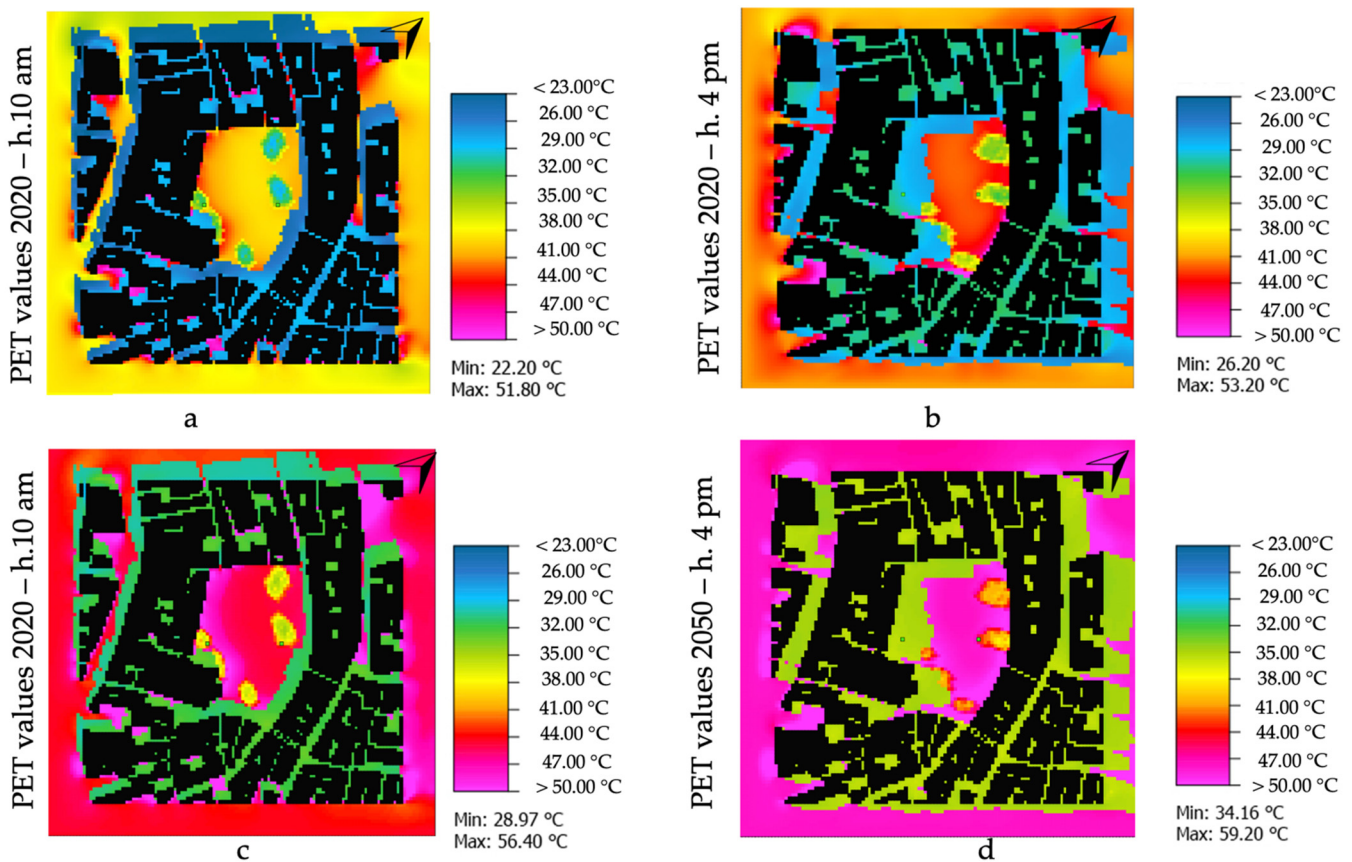 PET values 2020 – h.10 am
< 23.00°C
26.00 °C
29.00 °C
32.00 °C
35.00 °C
38.00 °C
41.00 °C
44.00 °C
47.00 °C
> 50.00 °C
Min: 22.20 °C
Max: 51.80 °C
a
PET values 2020 – h. 4 pm
< 23.00°C
26.00 °C
29.00 °C
32.00 °C
35.00 °C
38.00 °C
41.00 °C
44.00 °C
47.00 °C
> 50.00 °C
Min: 26.20 °C
Max: 53.20 °C
b
PET values 2020 – h.10 am
< 23.00°C
26.00 °C
29.00 °C
32.00 °C
35.00 °C
38.00 °C
41.00 °C
44.00 °C
47.00 °C
> 50.00 °C
Min: 28.97 °C
Max: 56.40 °C
c
PET values 2050 – h. 4 pm
< 23.00°C
26.00 °C
29.00 °C
32.00 °C
35.00 °C
38.00 °C
41.00 °C
44.00 °C
47.00 °C
> 50.00 °C
Min: 34.16 °C
Max: 59.20 °C
d